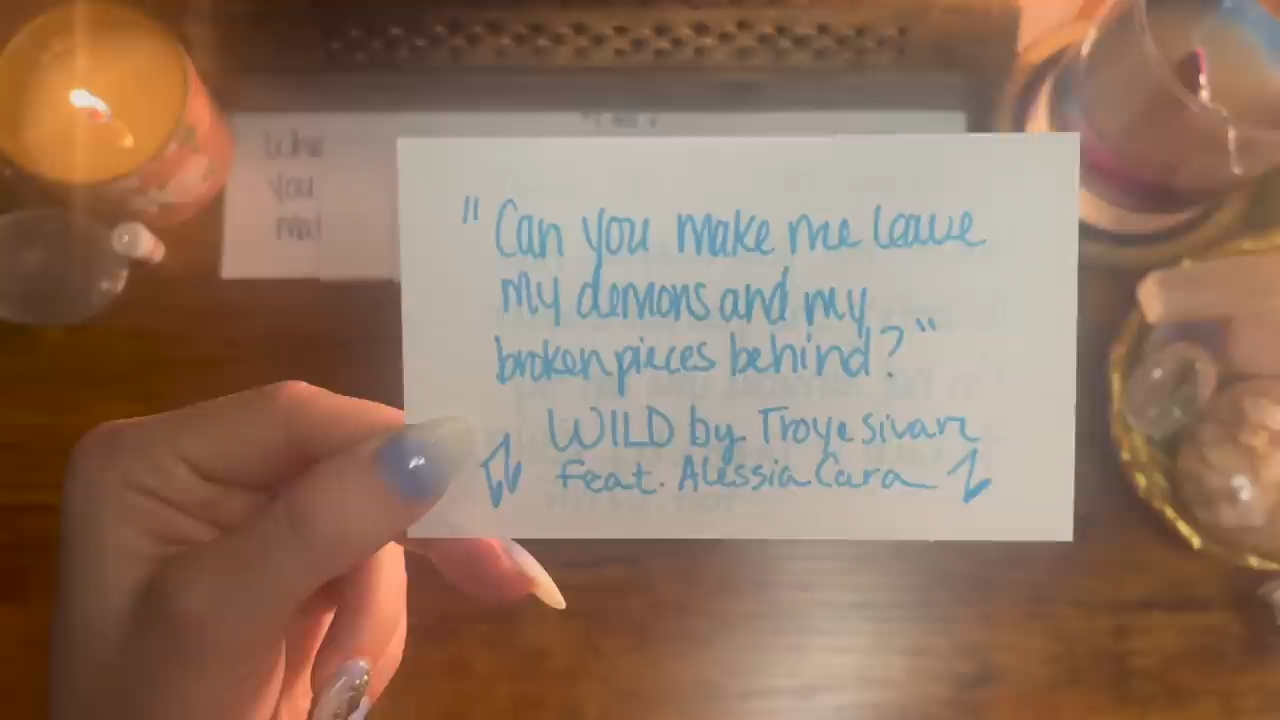 "Can you make me leave
my demons and my
broken pieces behind?"
WILD by Troye sivan
feat. Alessia Cara
you